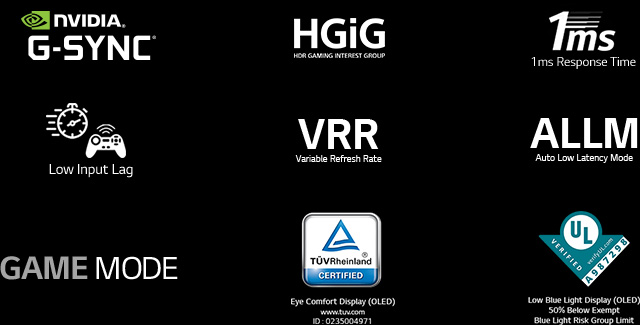 NVIDIA
G-SYNC
HGiG
HDR GAMING INTEREST GROUP
1ms
1ms Response Time
Low Input Lag
VRR
Variable Refresh Rate
ALLM
Auto Low Latency Mode
GAME MODE
TÜVRheinland
CERTIFIED
Eye Comfort Display (OLED)
www.tuv.com
ID : 0235004971
UL
VERIFIED
verify.UL.com
A987298
Low Blue Light Display (OLED)
50% Below Exempt
Blue Light Risk Group Limit